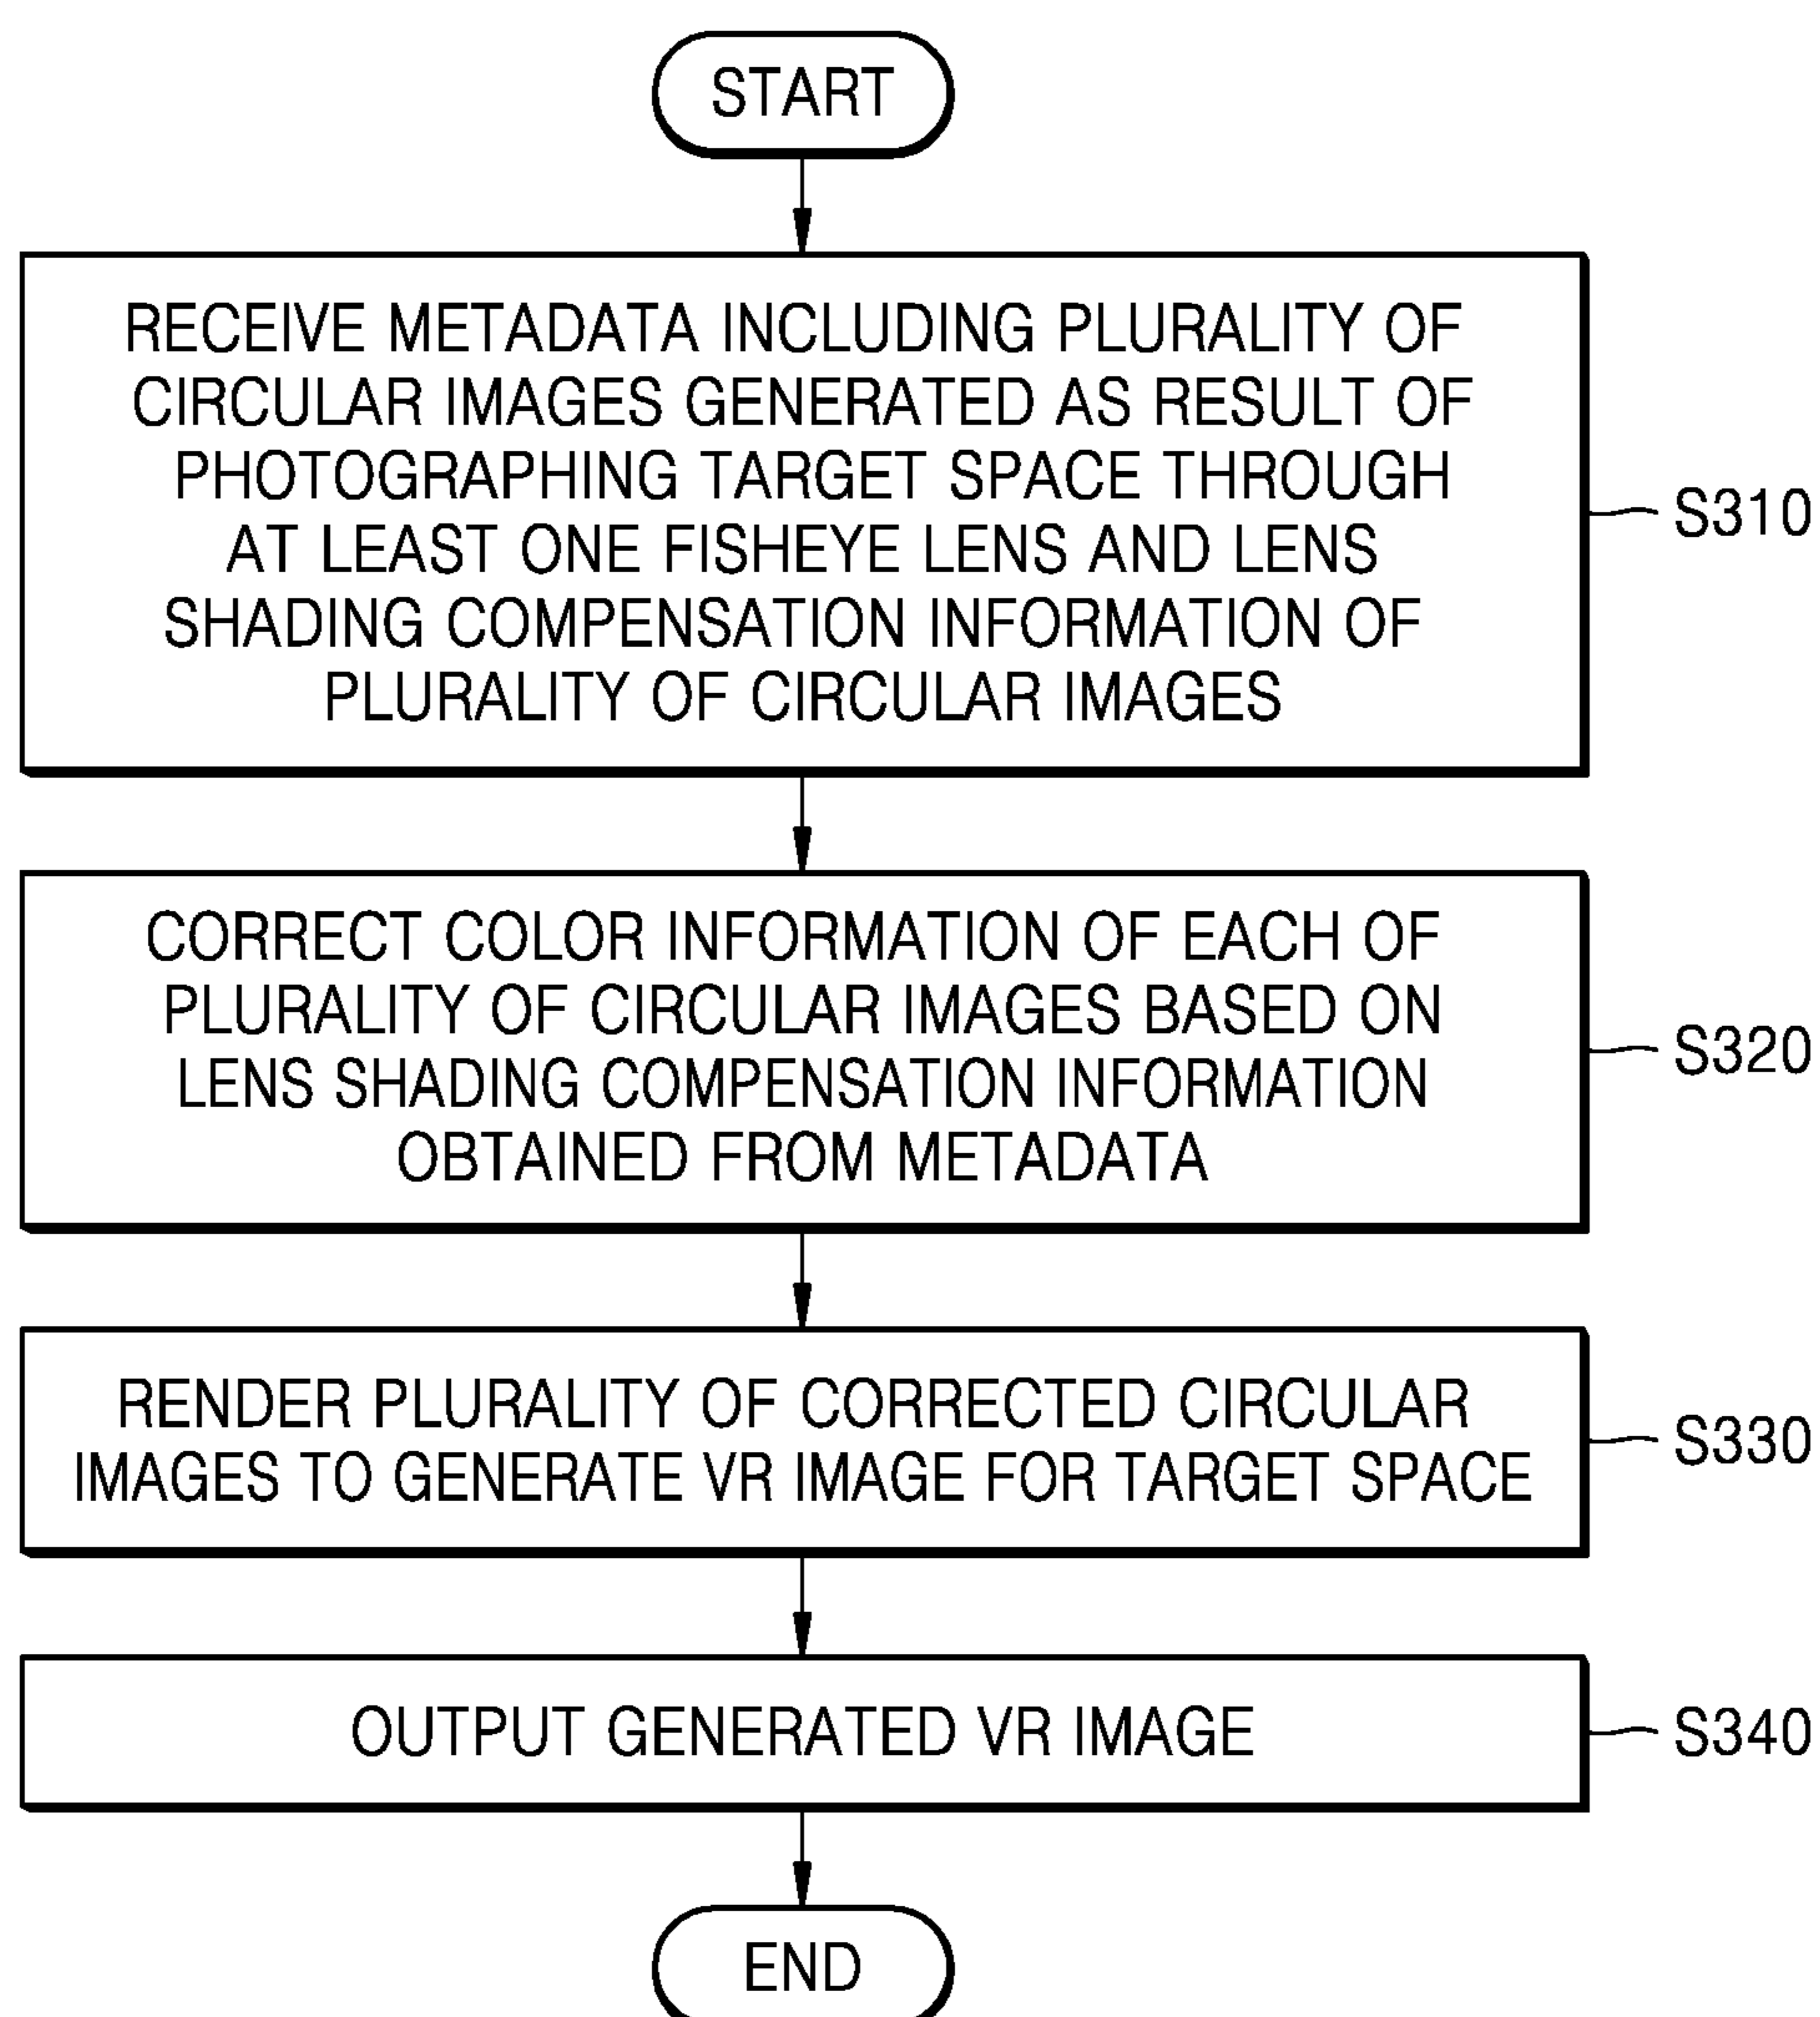 START
RECEIVE METADATA INCLUDING PLURALITY OF
CIRCULAR IMAGES GENERATED AS RESULT OF
PHOTOGRAPHING TARGET SPACE THROUGH
AT LEAST ONE FISHEYE LENS AND LENS
SHADING COMPENSATION INFORMATION OF
PLURALITY OF CIRCULAR IMAGES
S310
CORRECT COLOR INFORMATION OF EACH OF
PLURALITY OF CIRCULAR IMAGES BASED ON
LENS SHADING COMPENSATION INFORMATION
OBTAINED FROM METADATA
S320
RENDER PLURALITY OF CORRECTED CIRCULAR
IMAGES TO GENERATE VR IMAGE FOR TARGET SPACE
S330
OUTPUT GENERATED VR IMAGE
S340
END